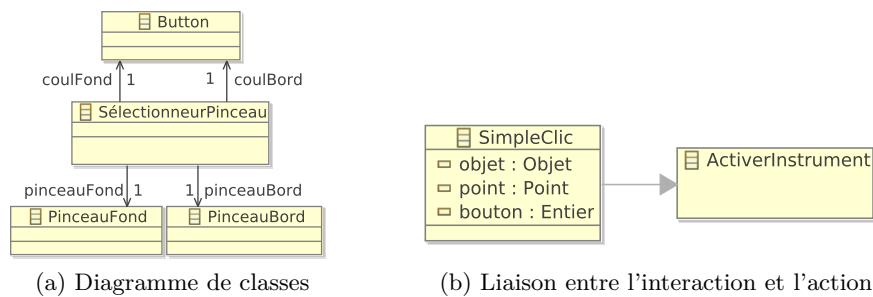 Button
coulFond 1
1 coulBord
SélectionneurPinceau
pinceauFond 1
1 pinceauBord
PinceauFond
PinceauBord
(a) Diagramme de classes
SimpleClic
objet : Objet
point : Point
bouton : Entier
ActiverInstrument
(b) Liaison entre l'interaction et l'action